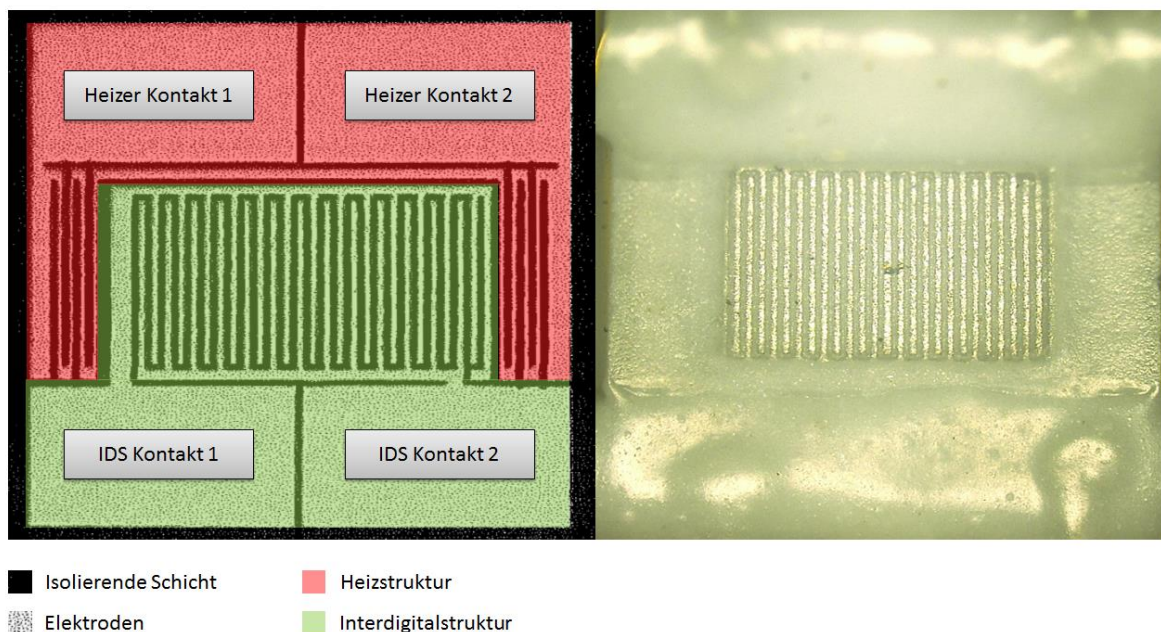 Heizer Kontakt 1
Heizer Kontakt 2
IDS Kontakt 1
IDS Kontakt 2
Isolierende Schicht
Heizstruktur
Elektroden
Interdigitalstruktur